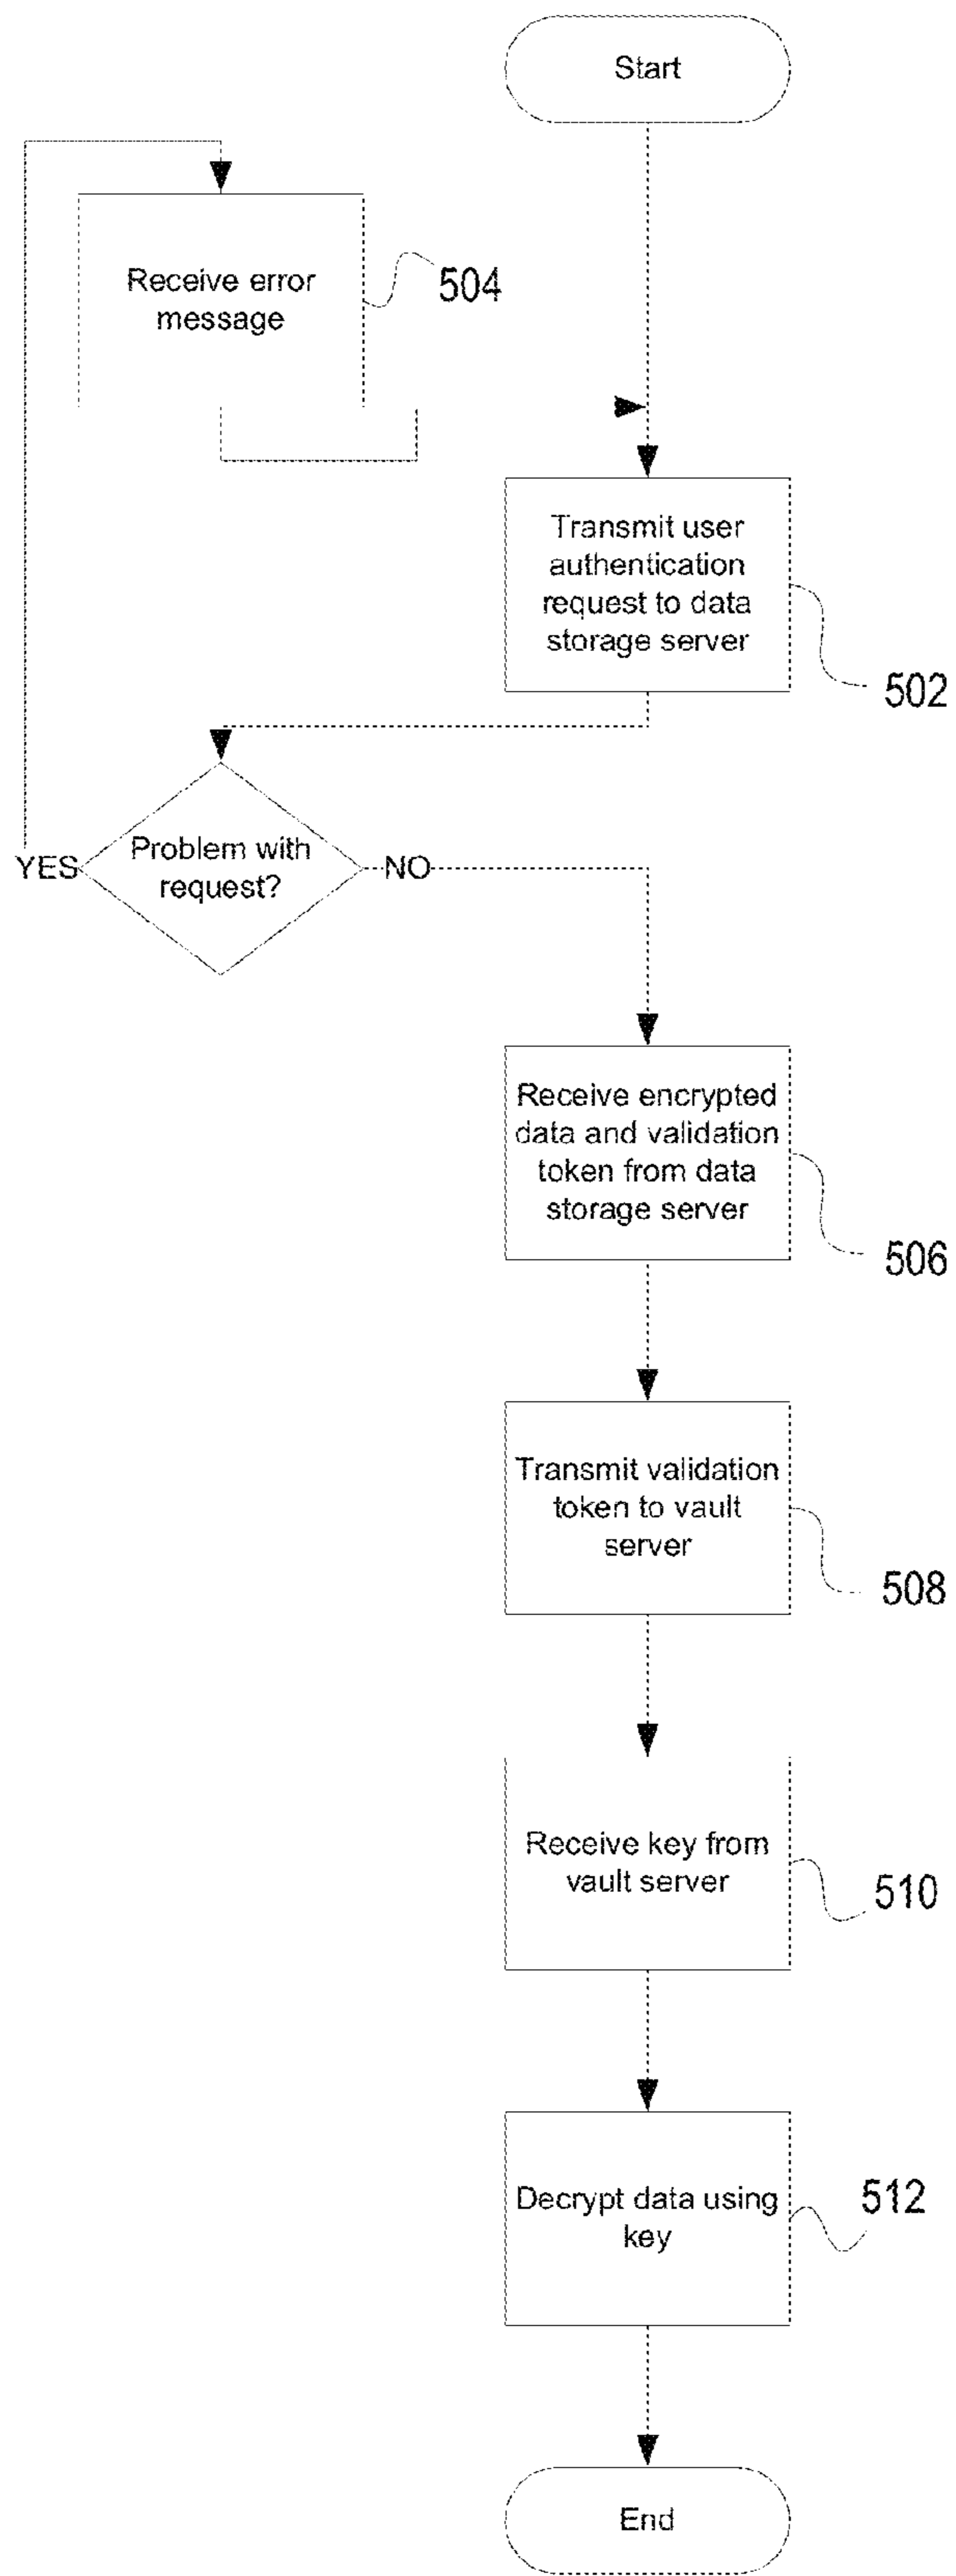 Start
Receive error
message
504
Transmit user
authentication
request to data
storage server
502
Problem with
request?
YES
NO
Receive encrypted
data and validation
token from data
storage server
506
Transmit validation
token to vault
server
508
Receive key from
vault server
510
Decrypt data using
key
512
End